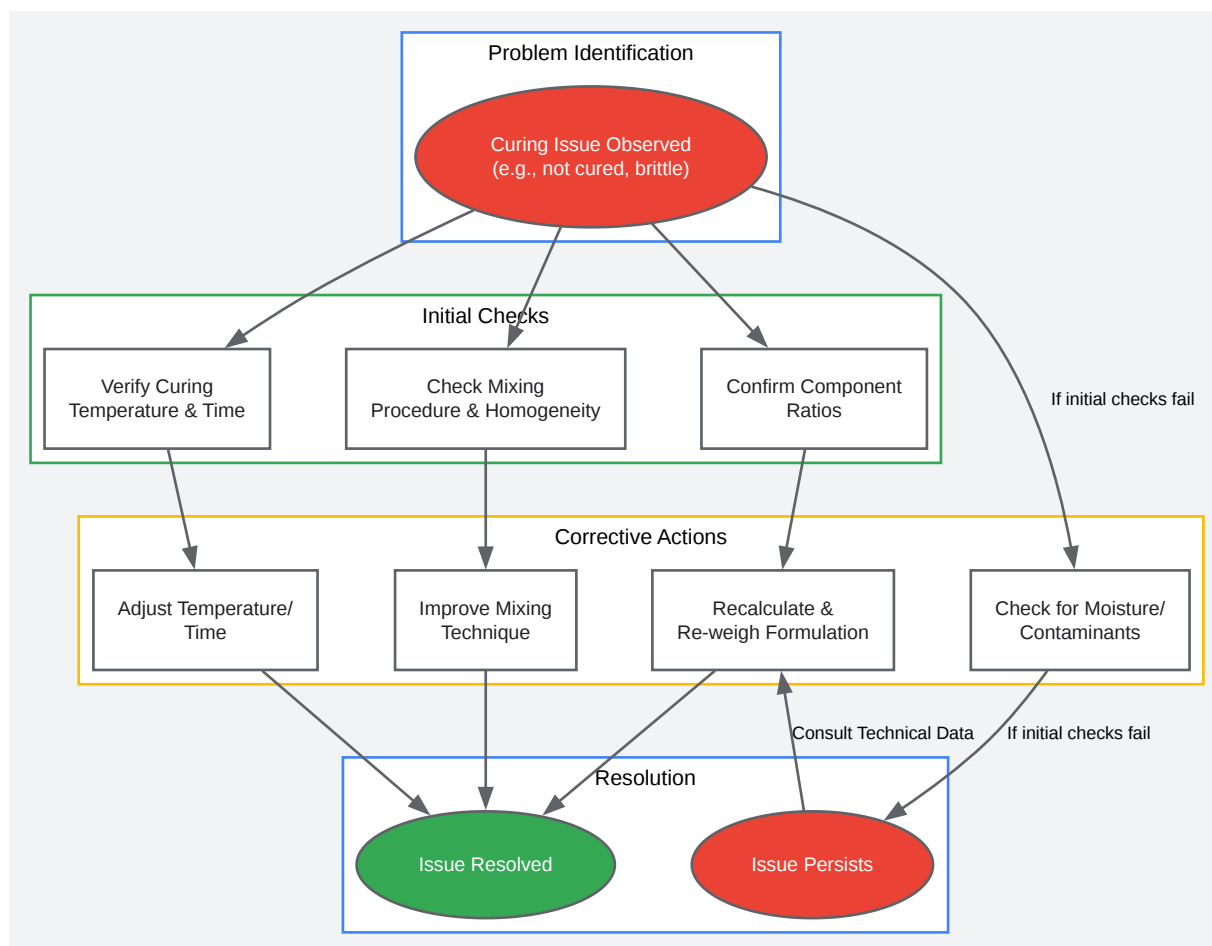 Problem Identification
Curing Issue Observed
(e.g., not cured, brittle)
Initial Checks
Verify Curing
Temperature & Time
Check Mixing
Procedure & Homogeneity
Confirm Component
Ratios
If initial checks fail
Corrective Actions
Adjust Temperature/
Time
Improve Mixing
Technique
Recalculate &
Re-weigh Formulation
Check for Moisture/
Contaminants
Consult Technical Data
If initial checks fail
Resolution
Issue Resolved
Issue Persists